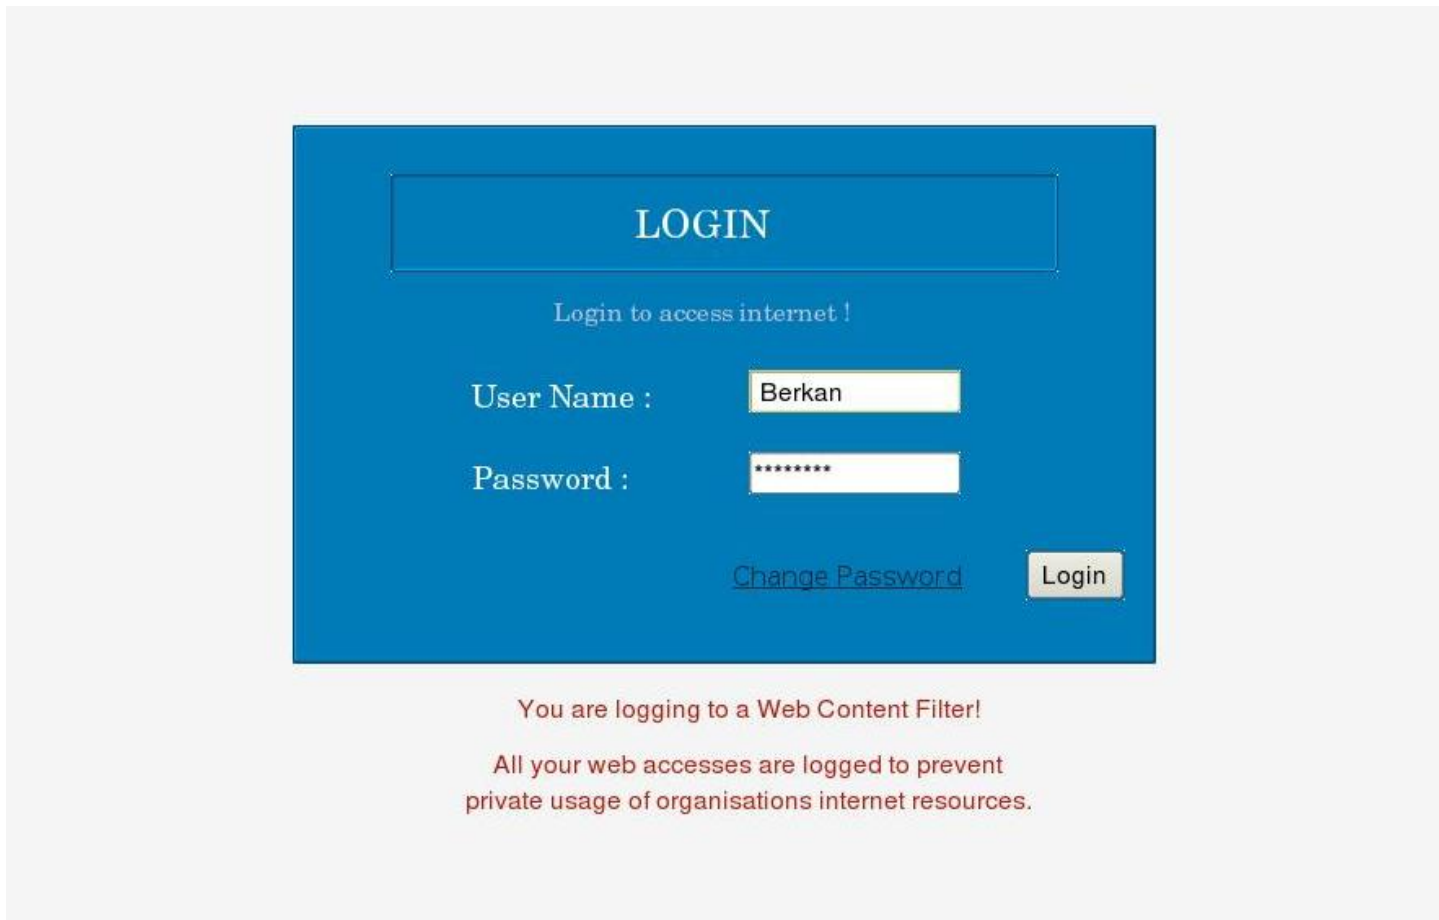 LOGIN
Login to access internet !
User Name : Berkan
Password : ********
Change Password Login
You are logging to a Web Content Filter!
All your web accesses are logged to prevent
private usage of organisations internet resources.